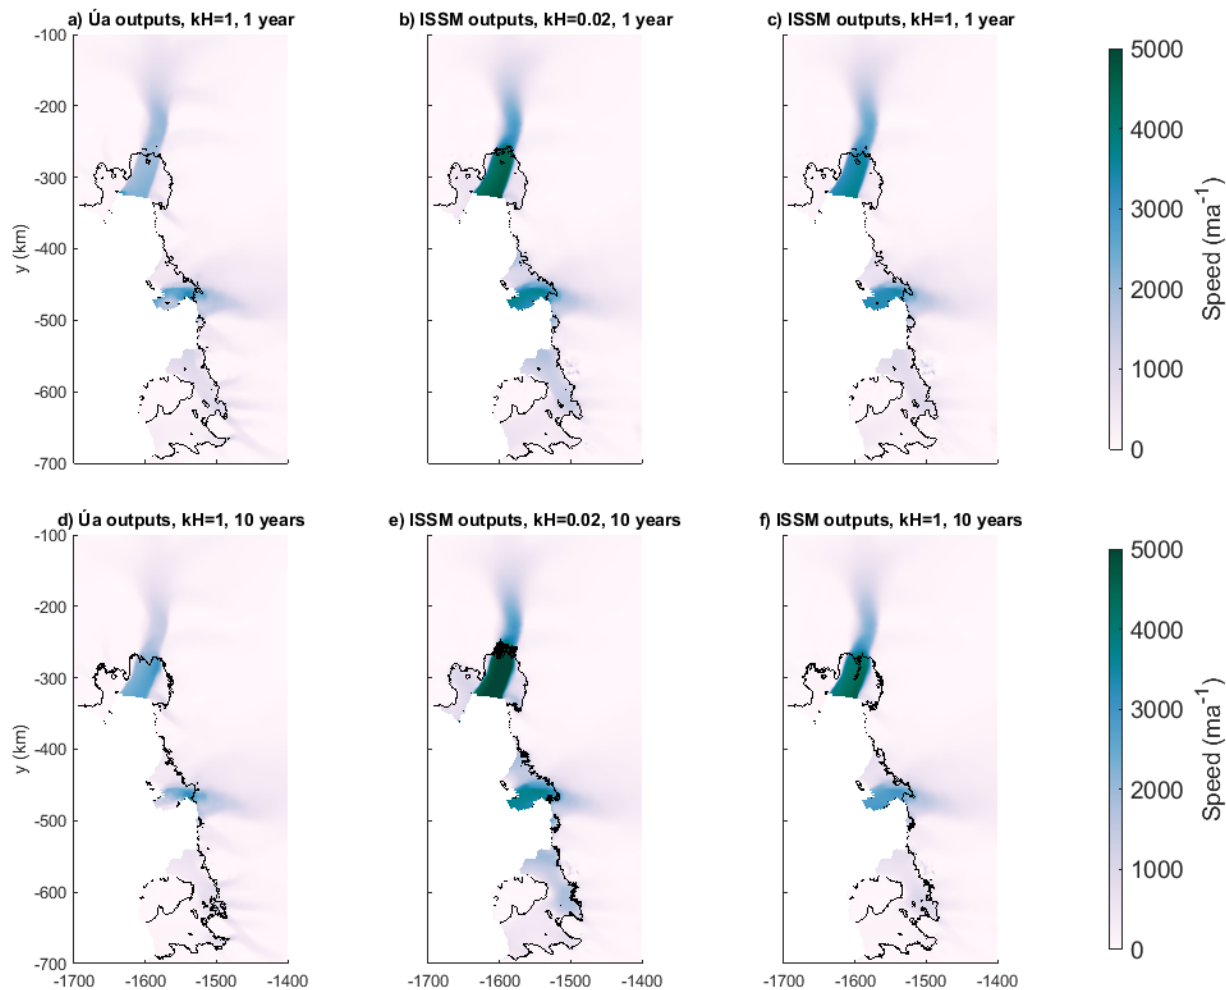 a) Úa outputs, kH=1, 1 year
b) ISSM outputs, kH=0.02, 1 year
c) ISSM outputs, kH=1, 1 year
-100
-200
-300
-400
-500
-600
-700
y (km)
5000
4000
3000
2000
1000
0
Speed (ma⁻¹)
d) Úa outputs, kH=1, 10 years
e) ISSM outputs, kH=0.02, 10 years
f) ISSM outputs, kH=1, 10 years
-100
-200
-300
-400
-500
-600
-700
y (km)
-1700 -1600 -1500 -1400
-1700 -1600 -1500 -1400
-1700 -1600 -1500 -1400
5000
4000
3000
2000
1000
0
Speed (ma⁻¹)